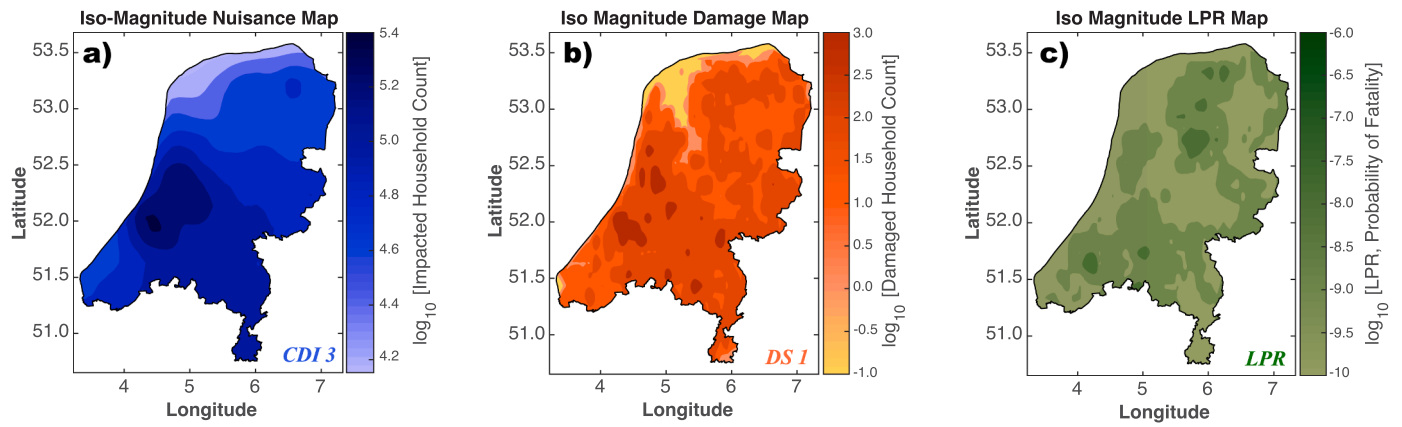 Iso-Magnitude Nuisance Map
a)
53.5
53.0
52.5
52.0
51.5
51.0
Latitude
4 5 6 7
Longitude
CDI 3
5.4
5.2
5.0
4.8
4.6
4.4
4.2
log10 [Impacted Household Count]
Iso Magnitude Damage Map
b)
53.5
53.0
52.5
52.0
51.5
51.0
Latitude
4 5 6 7
Longitude
DS 1
3.0
2.5
2.0
1.5
1.0
0.5
0.0
-0.5
-1.0
log10 [Damaged Household Count]
Iso Magnitude LPR Map
c)
53.5
53.0
52.5
52.0
51.5
51.0
Latitude
4 5 6 7
Longitude
LPR
-6.0
-6.5
-7.0
-7.5
-8.0
-8.5
-9.0
-9.5
-10
log10 [LPR, Probability of Fatality]